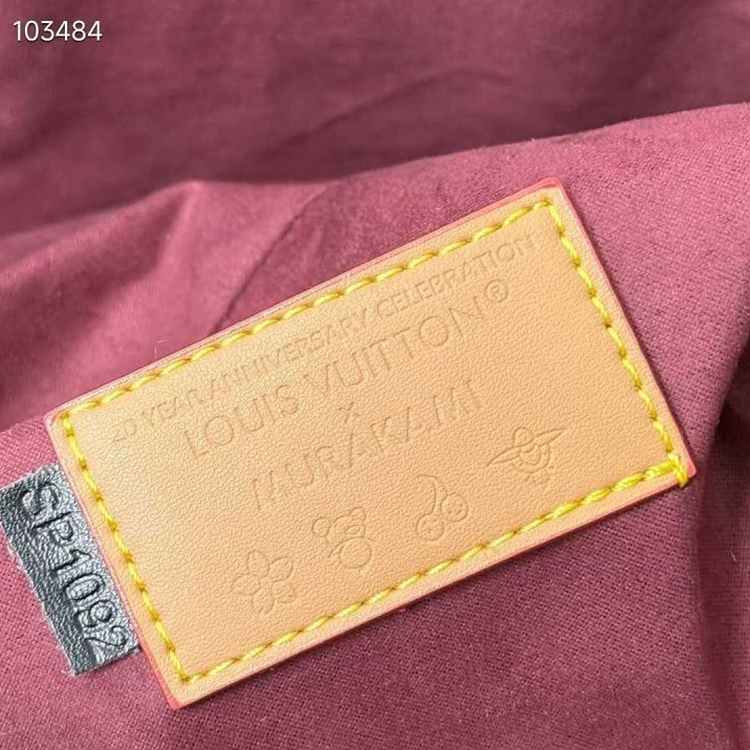 103484
20 YEAR ANNIVERSARY CELEBRATION
LOUIS VUITTON®
×
MURAKAMI
SP1092